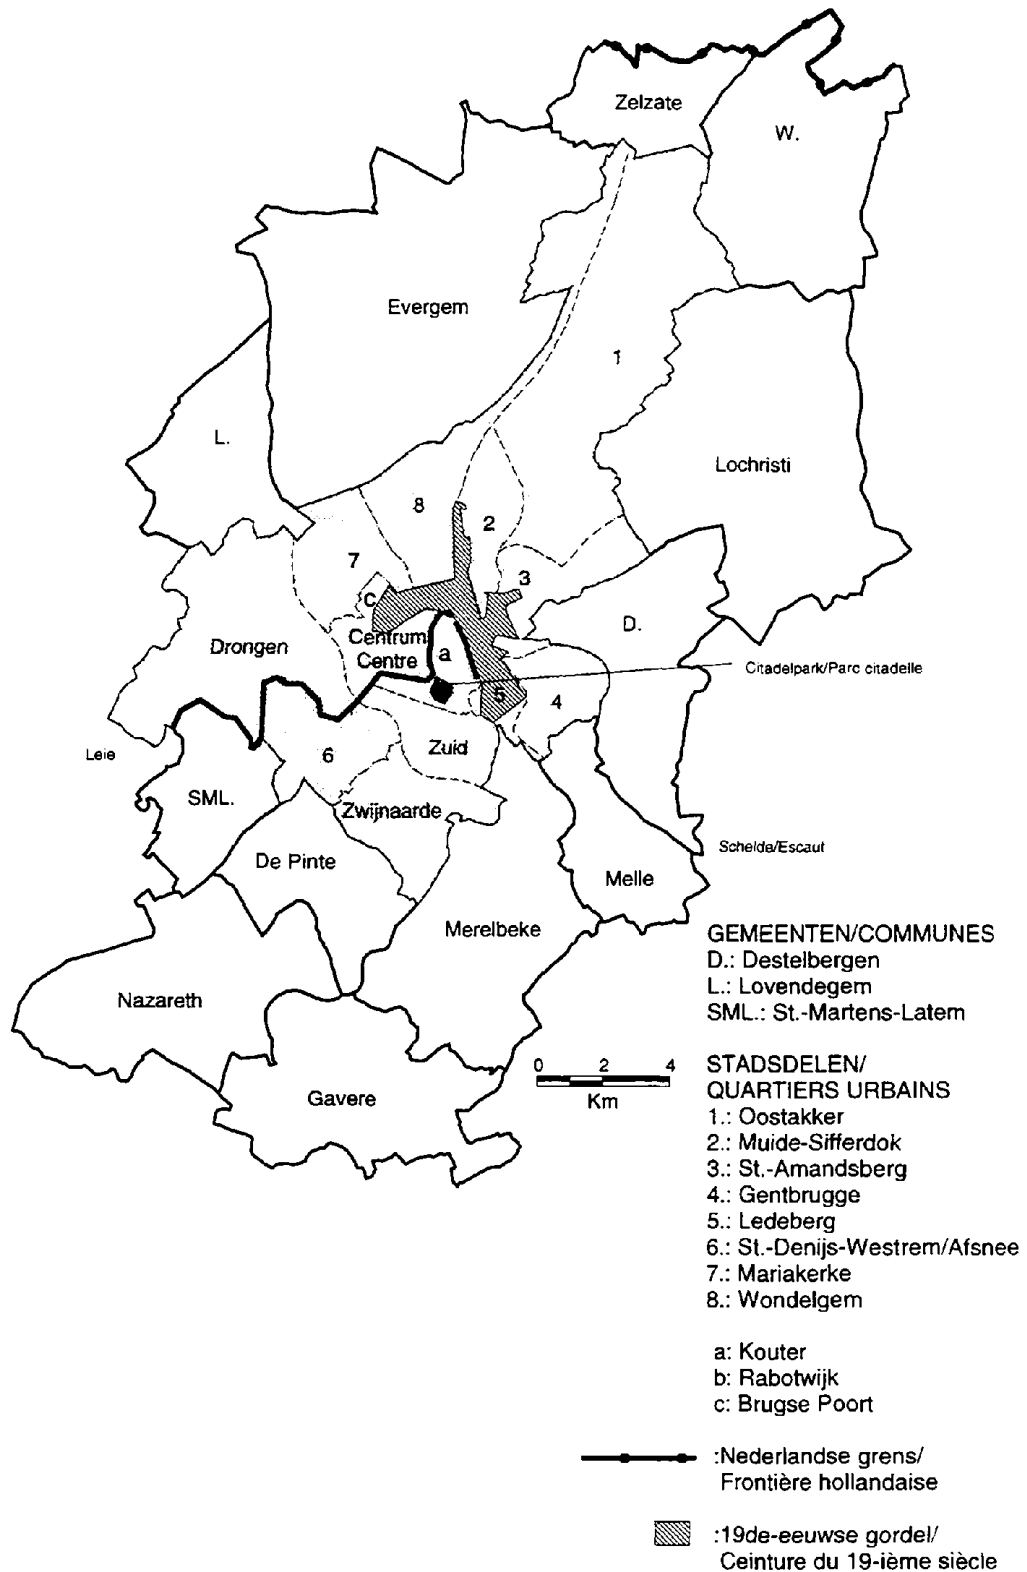 Zelzate
W.
Evergem
1
L.
Lochristi
8
2
7
3
c
D.
Centrum
Centre
Drongen
a
Citadelpark/Parc citadelle
5
4
Leie
6
Zuid
SML.
Zwijnaarde
Schelde/Escaut
De Pinte
Melle
Merelbeke
Nazareth
Gavere
GEMEENTEN/COMMUNES
D.: Destelbergen
L.: Lovendegem
SML.: St.-Martens-Latem
0 2 4
Km
STADSDELEN/
QUARTIERS URBAINS
1.: Oostakker
2.: Muide-Sifferdok
3.: St.-Amandsberg
4.: Gentbrugge
5.: Ledeberg
6.: St.-Denijs-Westrem/Afsnee
7.: Mariakerke
8.: Wondelgem
a: Kouter
b: Rabotwijk
c: Brugse Poort
:Nederlandse grens/
Frontière hollandaise
:19de-eeuwse gordel/
Ceinture du 19-ième siècle